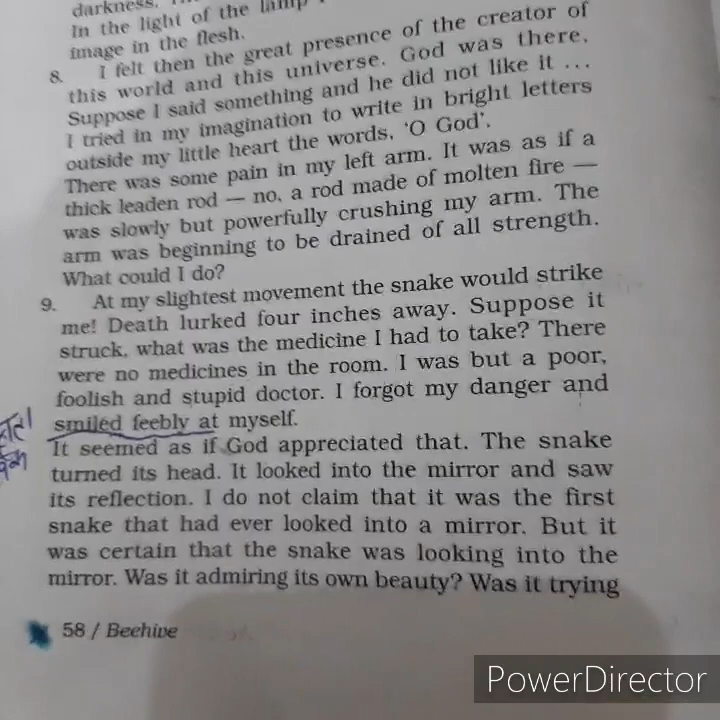 darkness.
In the light of the lamp
image in the flesh.
8. I felt then the great presence of the creator of
this world and this universe. God was there.
Suppose I said something and he did not like it ...
I tried in my imagination to write in bright letters
outside my little heart the words, ‘O God’.
There was some pain in my left arm. It was as if a
thick leaden rod — no, a rod made of molten fire —
was slowly but powerfully crushing my arm. The
arm was beginning to be drained of all strength.
What could I do?
9. At my slightest movement the snake would strike
me! Death lurked four inches away. Suppose it
struck, what was the medicine I had to take? There
were no medicines in the room. I was but a poor,
foolish and stupid doctor. I forgot my danger and
smiled feebly at myself.
It seemed as if God appreciated that. The snake
turned its head. It looked into the mirror and saw
its reflection. I do not claim that it was the first
snake that had ever looked into a mirror. But it
was certain that the snake was looking into the
mirror. Was it admiring its own beauty? Was it trying
58 / Beehive
PowerDirector